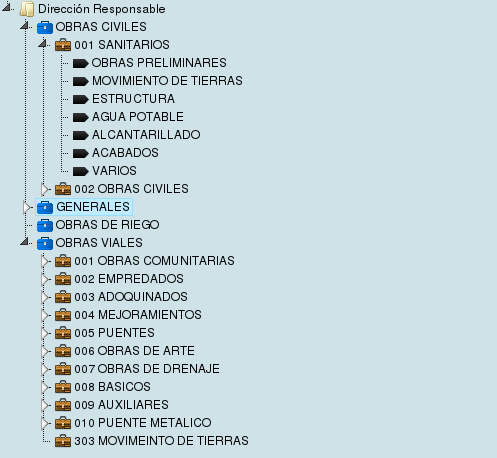 Dirección Responsable
OBRAS CIVILES
001 SANITARIOS
OBRAS PRELIMINARES
MOVIMIENTO DE TIERRAS
ESTRUCTURA
AGUA POTABLE
ALCANTARILLADO
ACABADOS
VARIOS
002 OBRAS CIVILES
GENERALES
OBRAS DE RIEGO
OBRAS VIALES
001 OBRAS COMUNITARIAS
002 EMPREDADOS
003 ADOQUINADOS
004 MEJORAMIENTOS
005 PUENTES
006 OBRAS DE ARTE
007 OBRAS DE DRENAJE
008 BASICOS
009 AUXILIARES
010 PUENTE METALICO
303 MOVIMEINTO DE TIERRAS